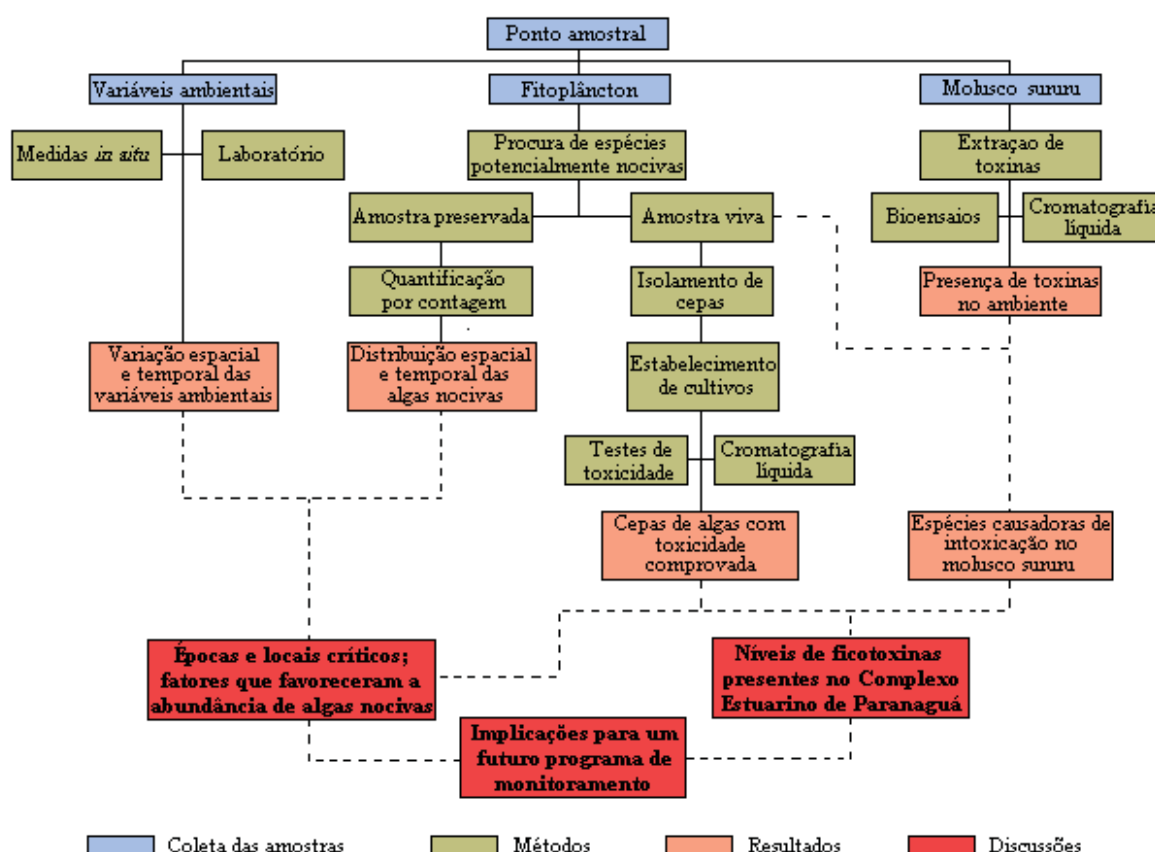 Ponto amostral
Variáveis ambientais
Fitoplâncton
Molusco sururu
Medidas in situ
Laboratório
Procura de espécies
potencialmente nocivas
Extraçao de
toxinas
Amostra preservada
Amostra viva
Bioensaios
Cromatografia
líquida
Quantificação
por contagem
Isolamento de
cepas
Presença de toxinas
no ambiente
Variação espacial
e temporal das
variáveis ambientais
Distribuição espacial
e temporal das
algas nocivas
Estabelecimento
de cultivos
Testes de
toxicidade
Cromatografia
líquida
Cepas de algas com
toxicidade
comprovada
Espécies causadoras de
intoxicação no
molusco sururu
Épocas e locais críticos;
fatores que favoreceram a
abundância de algas nocivas
Níveis de ficotoxinas
presentes no Complexo
Estuarino de Paranaguá
Implicações para um
futuro programa de
monitoramento
Coleta das amostras
Métodos
Resultados
Discussões